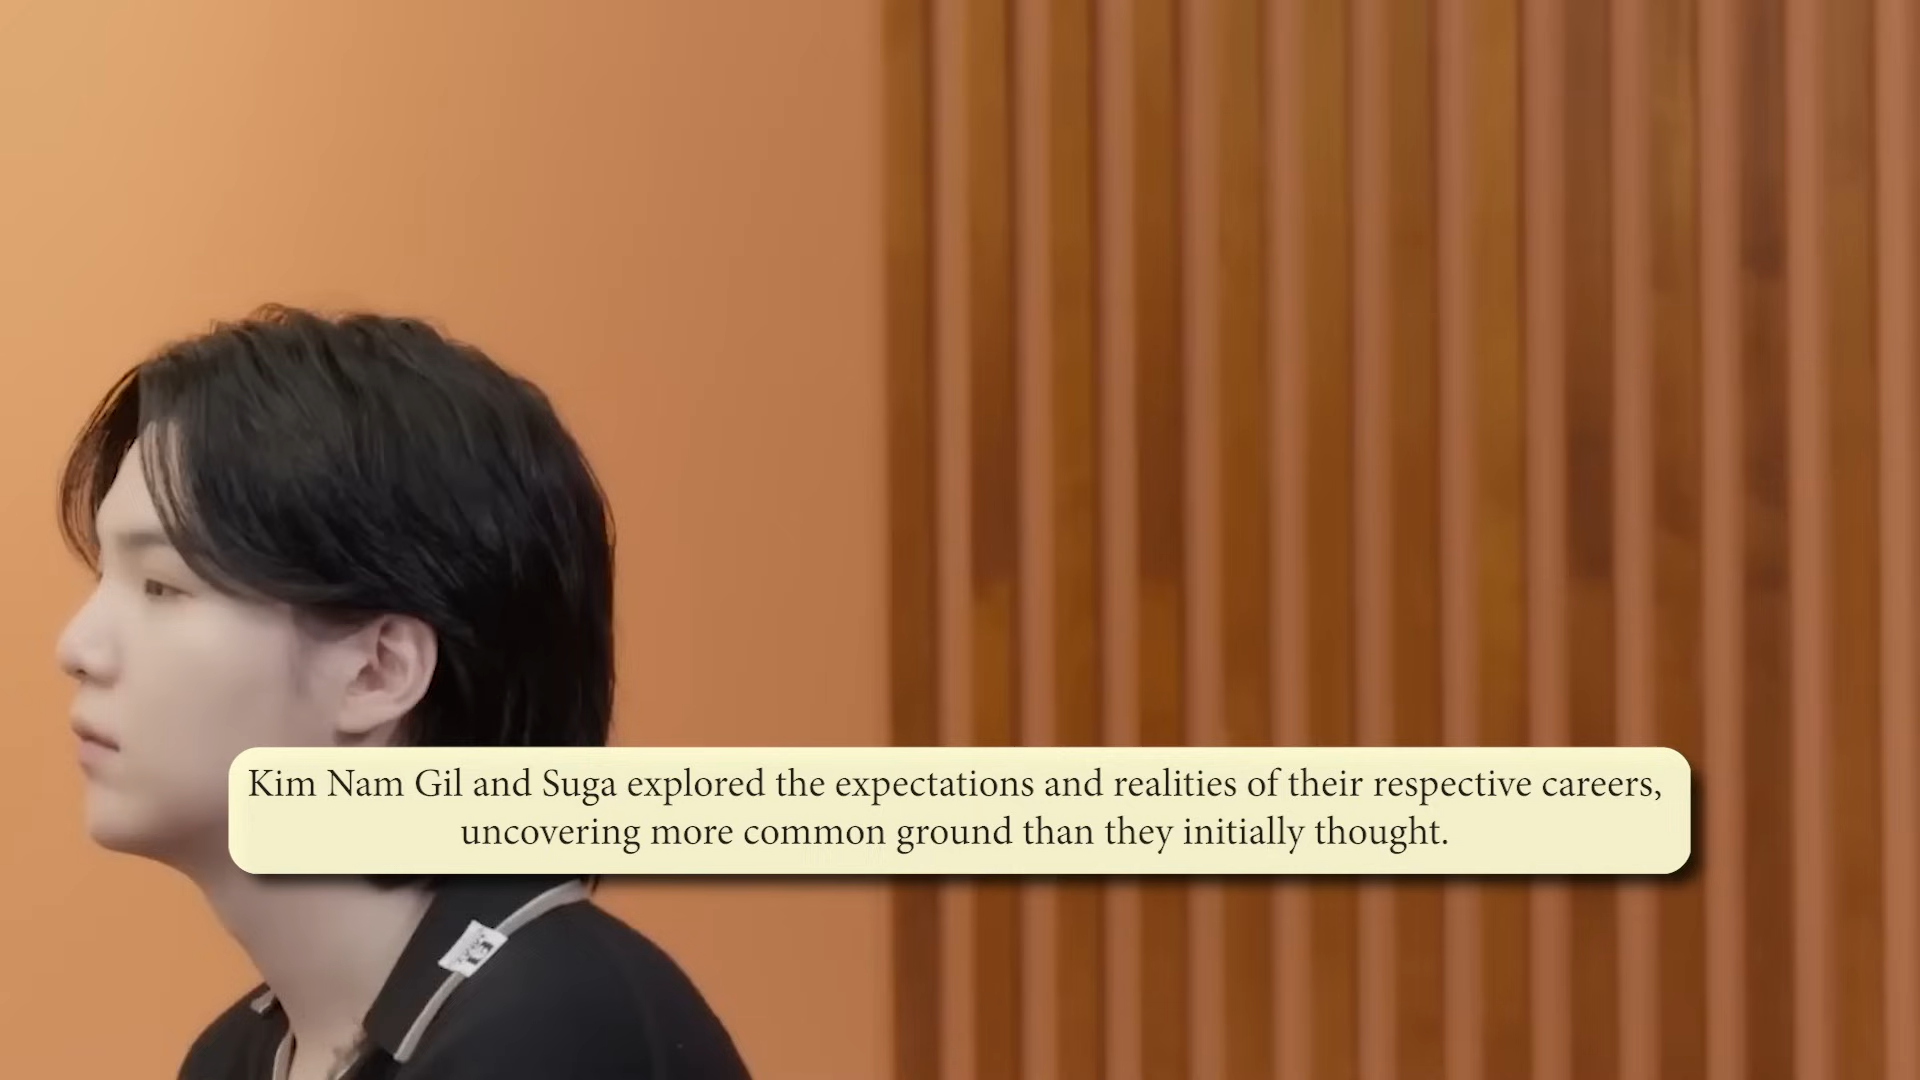 Kim Nam Gil and Suga explored the expectations and realities of their respective careers,
uncovering more common ground than they initially thought.